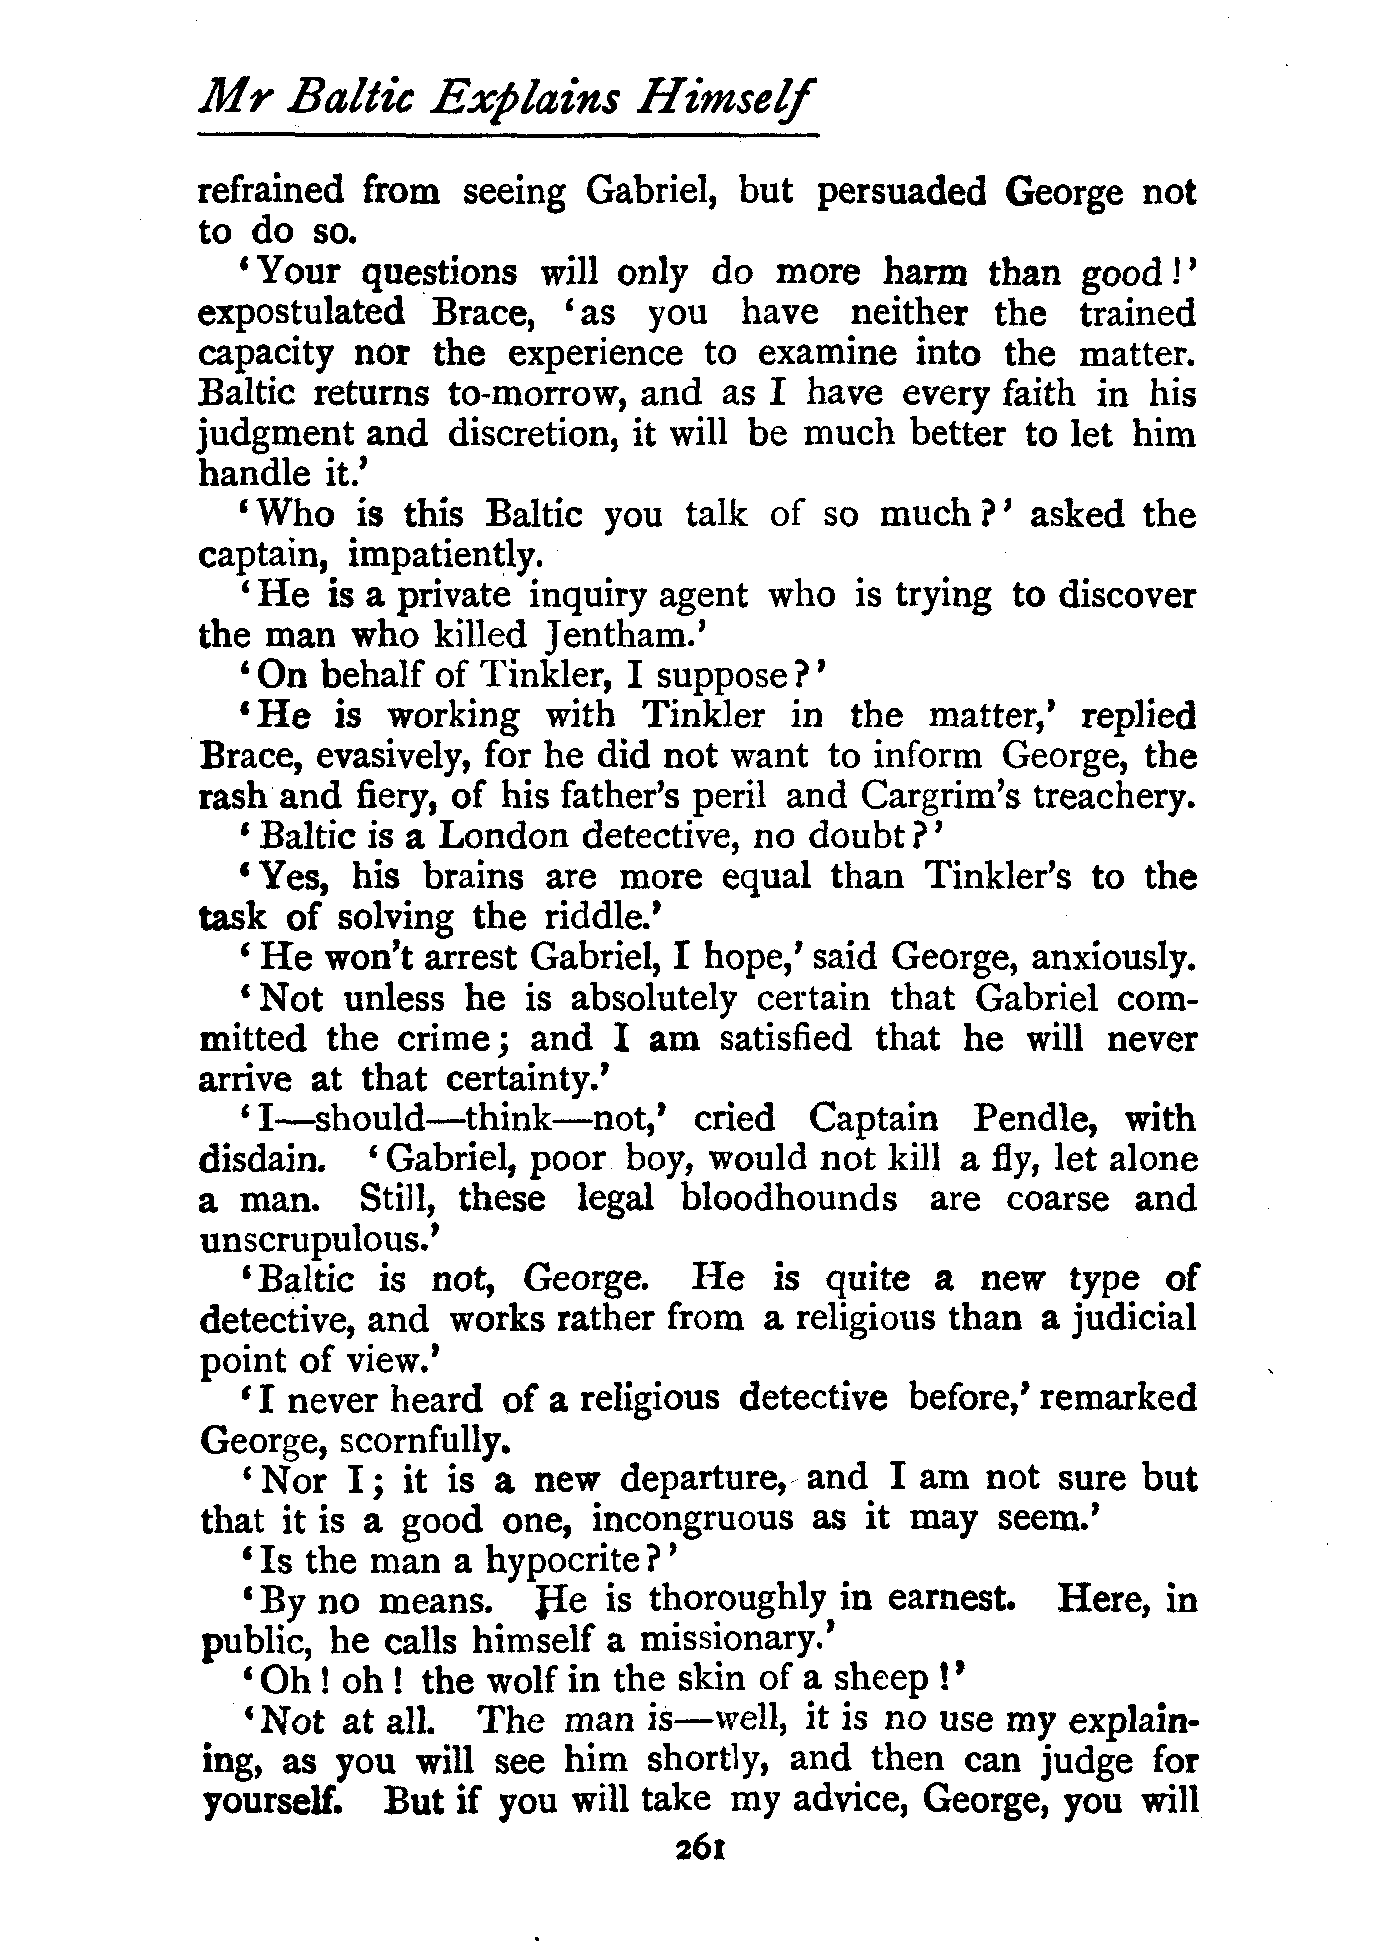 Mr Baltic Explains Himself
refrained from seeing Gabriel, but persuaded George not
to do so.
‘Your questions will only do more harm than good!’
expostulated Brace, ‘as you have neither the trained
capacity nor the experience to examine into the matter.
Baltic returns to-morrow, and as I have every faith in his
judgment and discretion, it will be much better to let him
handle it.’
‘Who is this Baltic you talk of so much?’ asked the
captain, impatiently.
‘He is a private inquiry agent who is trying to discover
the man who killed Jentham.’
‘On behalf of Tinkler, I suppose?’
‘He is working with Tinkler in the matter,’ replied
Brace, evasively, for he did not want to inform George, the
rash and fiery, of his father's peril and Cargrim's treachery.
‘Baltic is a London detective, no doubt?’
‘Yes, his brains are more equal than Tinkler's to the
task of solving the riddle.’
‘He won't arrest Gabriel, I hope,’ said George, anxiously.
‘Not unless he is absolutely certain that Gabriel com-
mitted the crime; and I am satisfied that he will never
arrive at that certainty.’
‘I—should—think—not,’ cried Captain Pendle, with
disdain. ‘Gabriel, poor boy, would not kill a fly, let alone
a man. Still, these legal bloodhounds are coarse and
unscrupulous.’
‘Baltic is not, George. He is quite a new type of
detective, and works rather from a religious than a judicial
point of view.’
‘I never heard of a religious detective before,’ remarked
George, scornfully.
‘Nor I; it is a new departure, and I am not sure but
that it is a good one, incongruous as it may seem.’
‘Is the man a hypocrite?’
‘By no means. He is thoroughly in earnest. Here, in
public, he calls himself a missionary.’
‘Oh! oh! the wolf in the skin of a sheep!’
‘Not at all. The man is—well, it is no use my explain-
ing, as you will see him shortly, and then can judge for
yourself. But if you will take my advice, George, you will
261